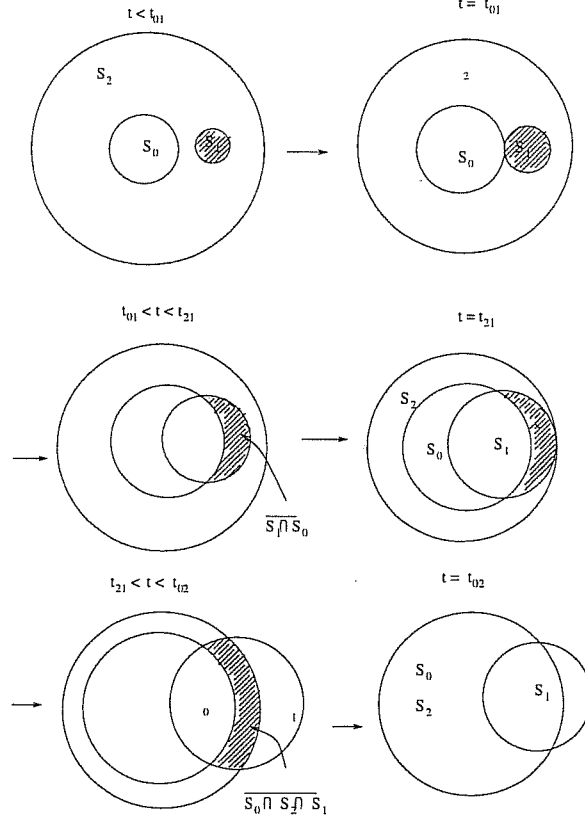 t < t₀₁
t = t₀₁
S₂
S₀
S₁
2
S₀
S₁
t₀₁ < t < t₂₁
t = t₂₁
S₂
S₀
S₁
S₁∩ S₀
t₂₁ < t < t₀₂
t = t₀₂
0
1
S₀
S₂
S₁
S₀ ∩ S₂∩ S₁